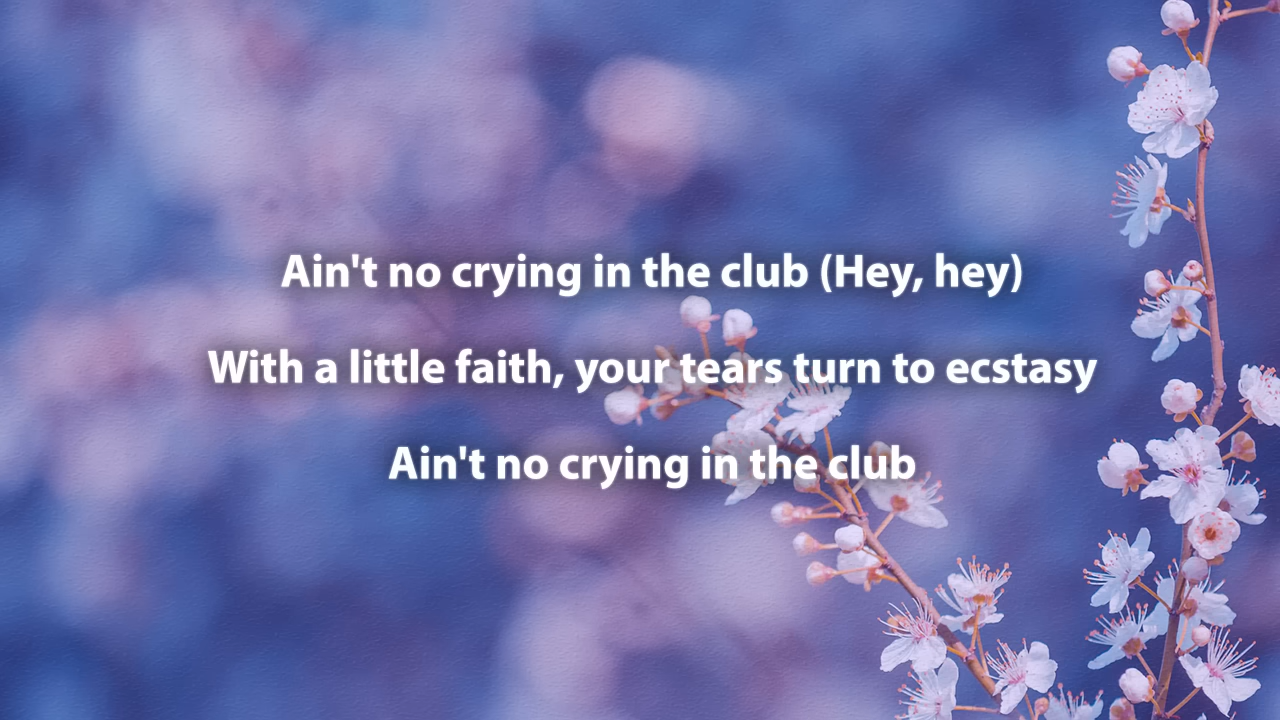 Ain't no crying in the club (Hey, hey)
With a little faith, your tears turn to ecstasy
Ain't no crying in the club